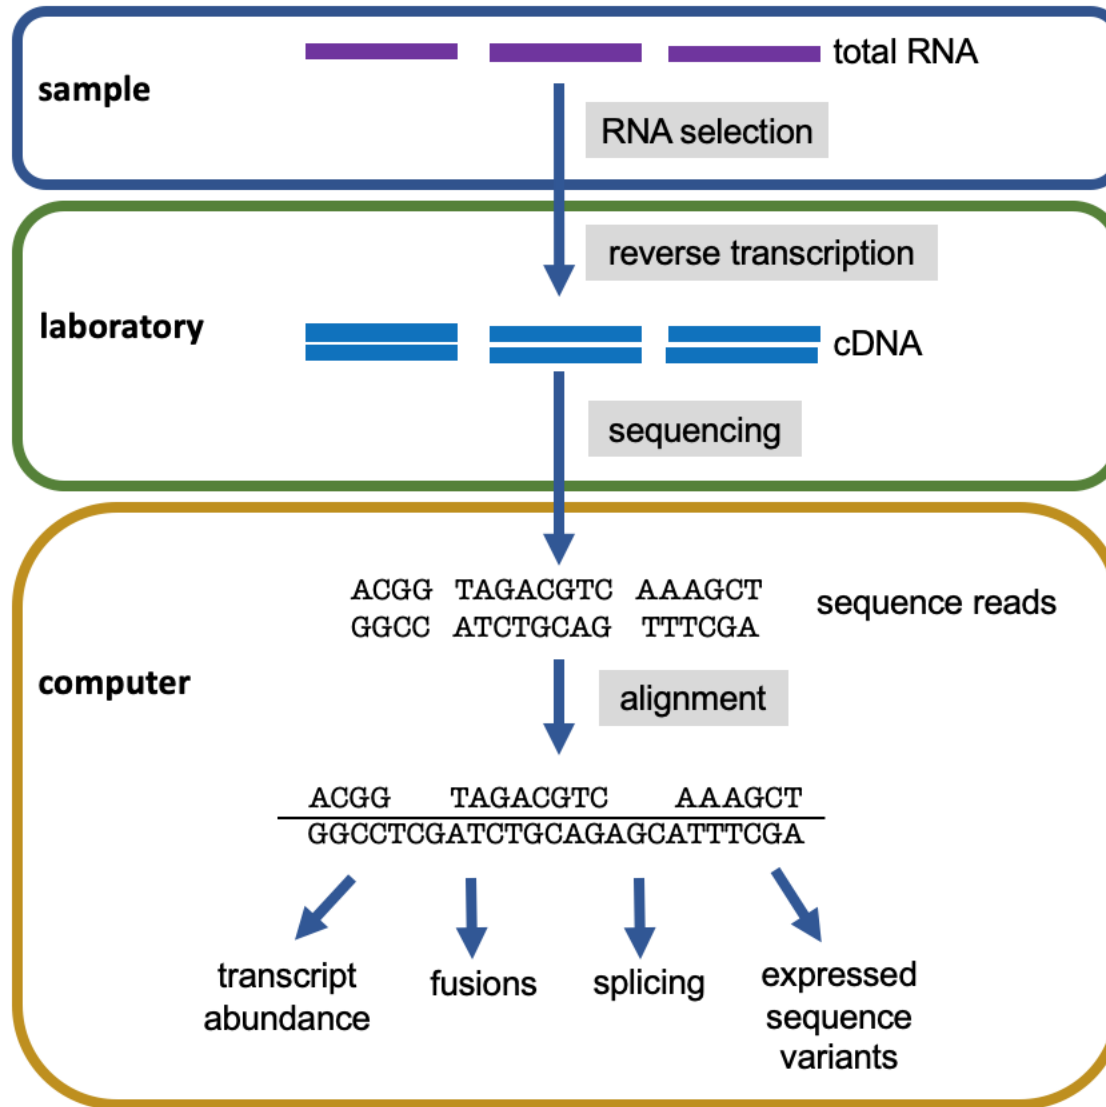 total RNA
sample
RNA selection
reverse transcription
laboratory
cDNA
sequencing
ACGG TAGACGTC AAAGCT
GGCC ATCTGCAG TTTCGA
sequence reads
computer
alignment
ACGG TAGACGTC AAAGCT
GGCCTCGATCTGCAGAGCATTTCGA
transcript
abundance
fusions
splicing
expressed
sequence
variants